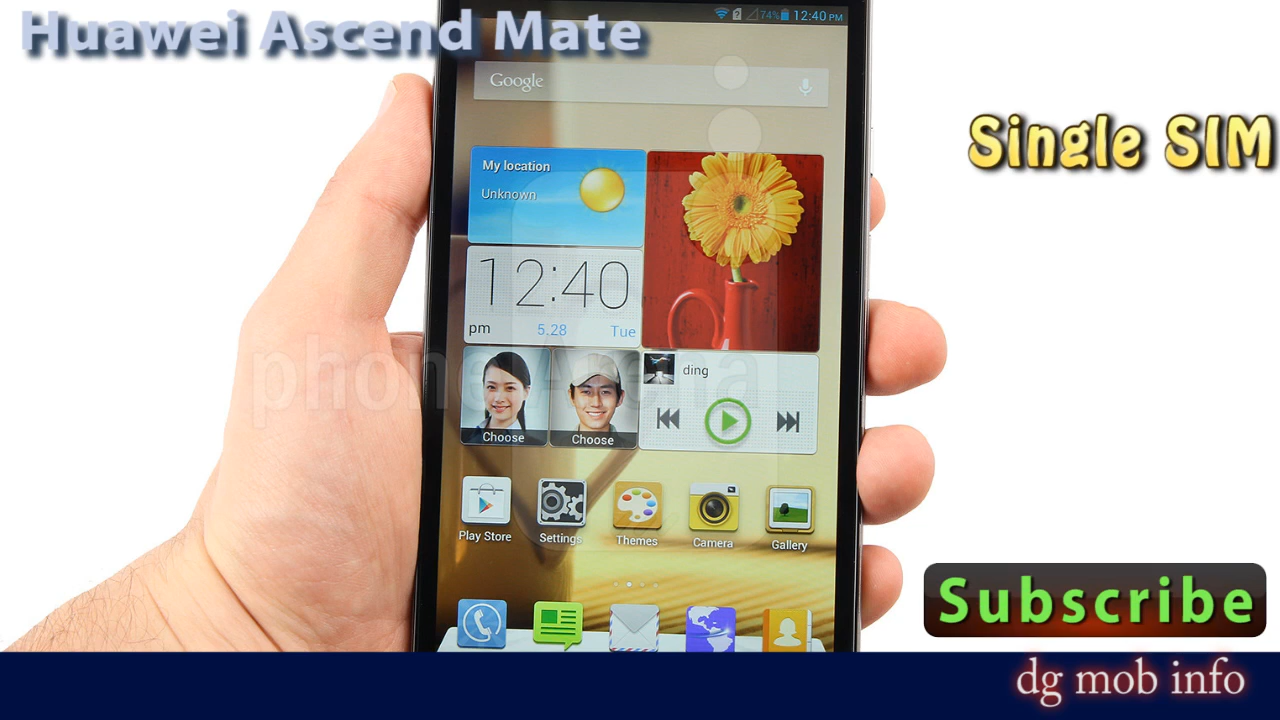 Huawei Ascend Mate
74% 12:40 PM
Google
Single SIM
My location
Unknown
12:40
pm 5.28 Tue
phoneArena
ding
Choose Choose
Play Store Settings Themes Camera Gallery
Subscribe
dg mob info